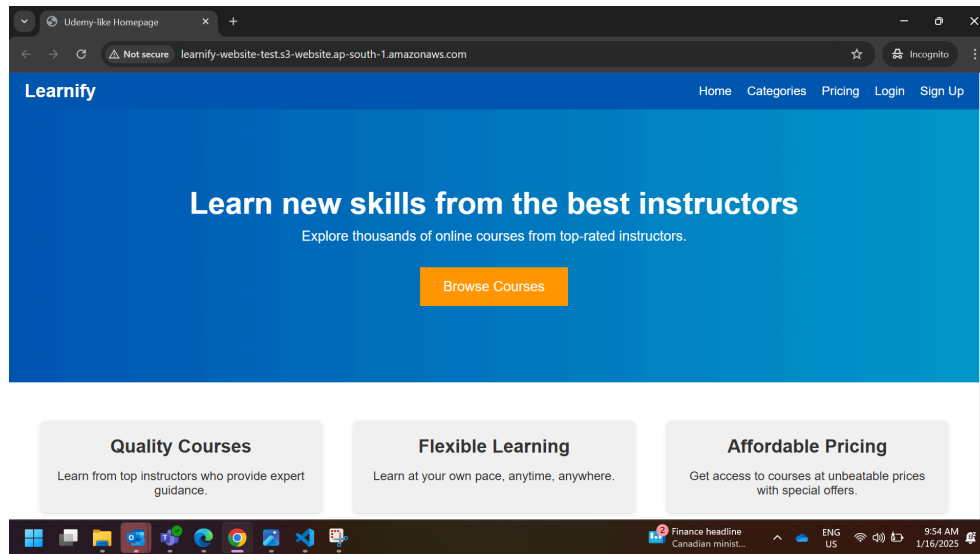 Udemy-like Homepage
Not secure learnify-website-test.s3-website.ap-south-1.amazonaws.com Incognito
Learnify Home Categories Pricing Login Sign Up
Learn new skills from the best instructors
Explore thousands of online courses from top-rated instructors.
Browse Courses
Quality Courses
Learn from top instructors who provide expert
guidance.
Flexible Learning
Learn at your own pace, anytime, anywhere.
Affordable Pricing
Get access to courses at unbeatable prices
with special offers.
2
Finance headline
Canadian minist...
ENG
US
9:54 AM
1/16/2025